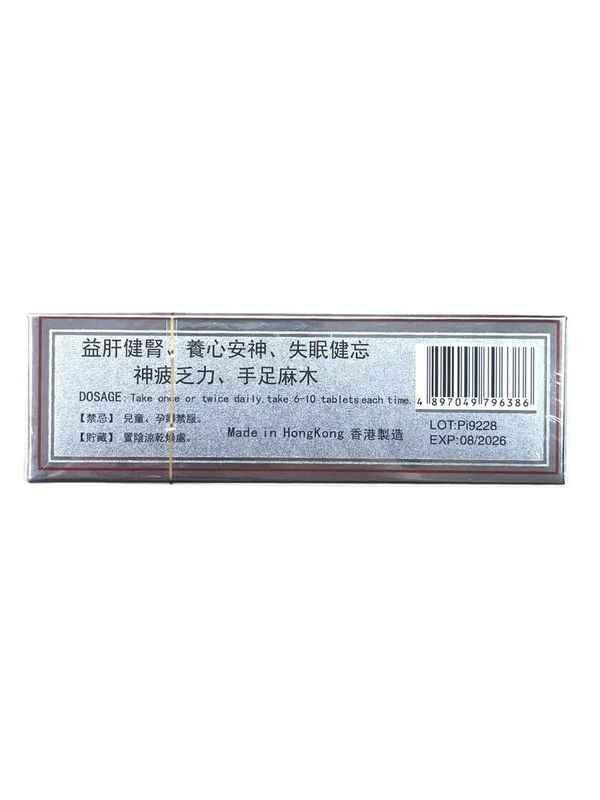 益肝健腎、養心安神、失眠健忘
神疲乏力、手足麻木
DOSAGE: Take once or twice daily, take 6-10 tablets each time.
【禁忌】兒童、孕婦禁服。
【貯藏】置陰涼乾燥處。
Made in HongKong 香港製造
4 897049 796386
LOT:Pi9228
EXP:08/2026